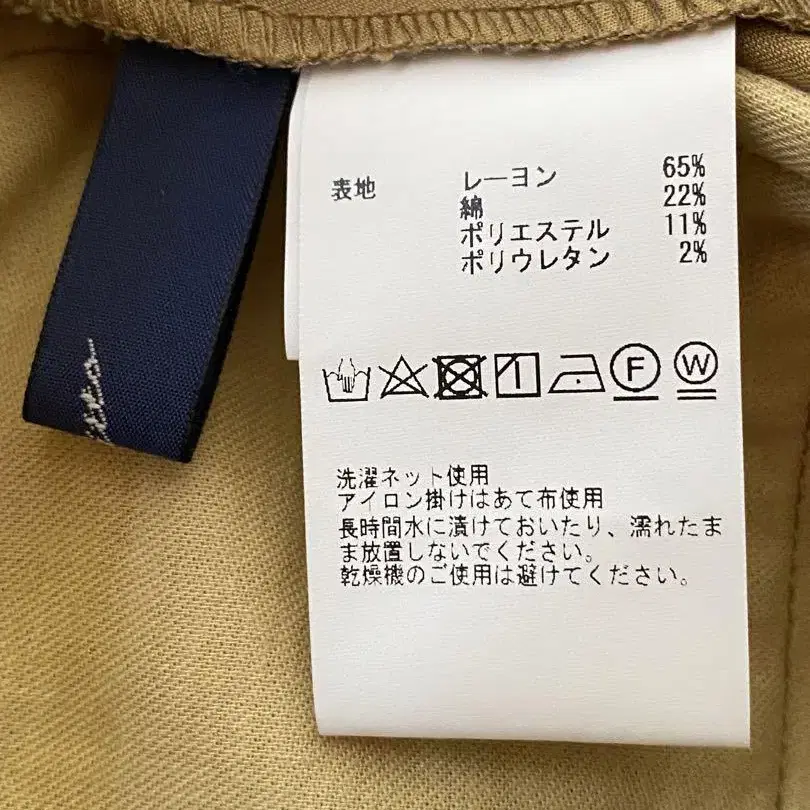 表地 レーヨン 65%
綿 22%
ポリエステル 11%
ポリウレタン 2%
F W
洗濯ネット使用
アイロン掛けはあて布使用
長時間水に漬けておいたり、濡れたま
ま放置しないでください。
乾燥機のご使用は避けてください。